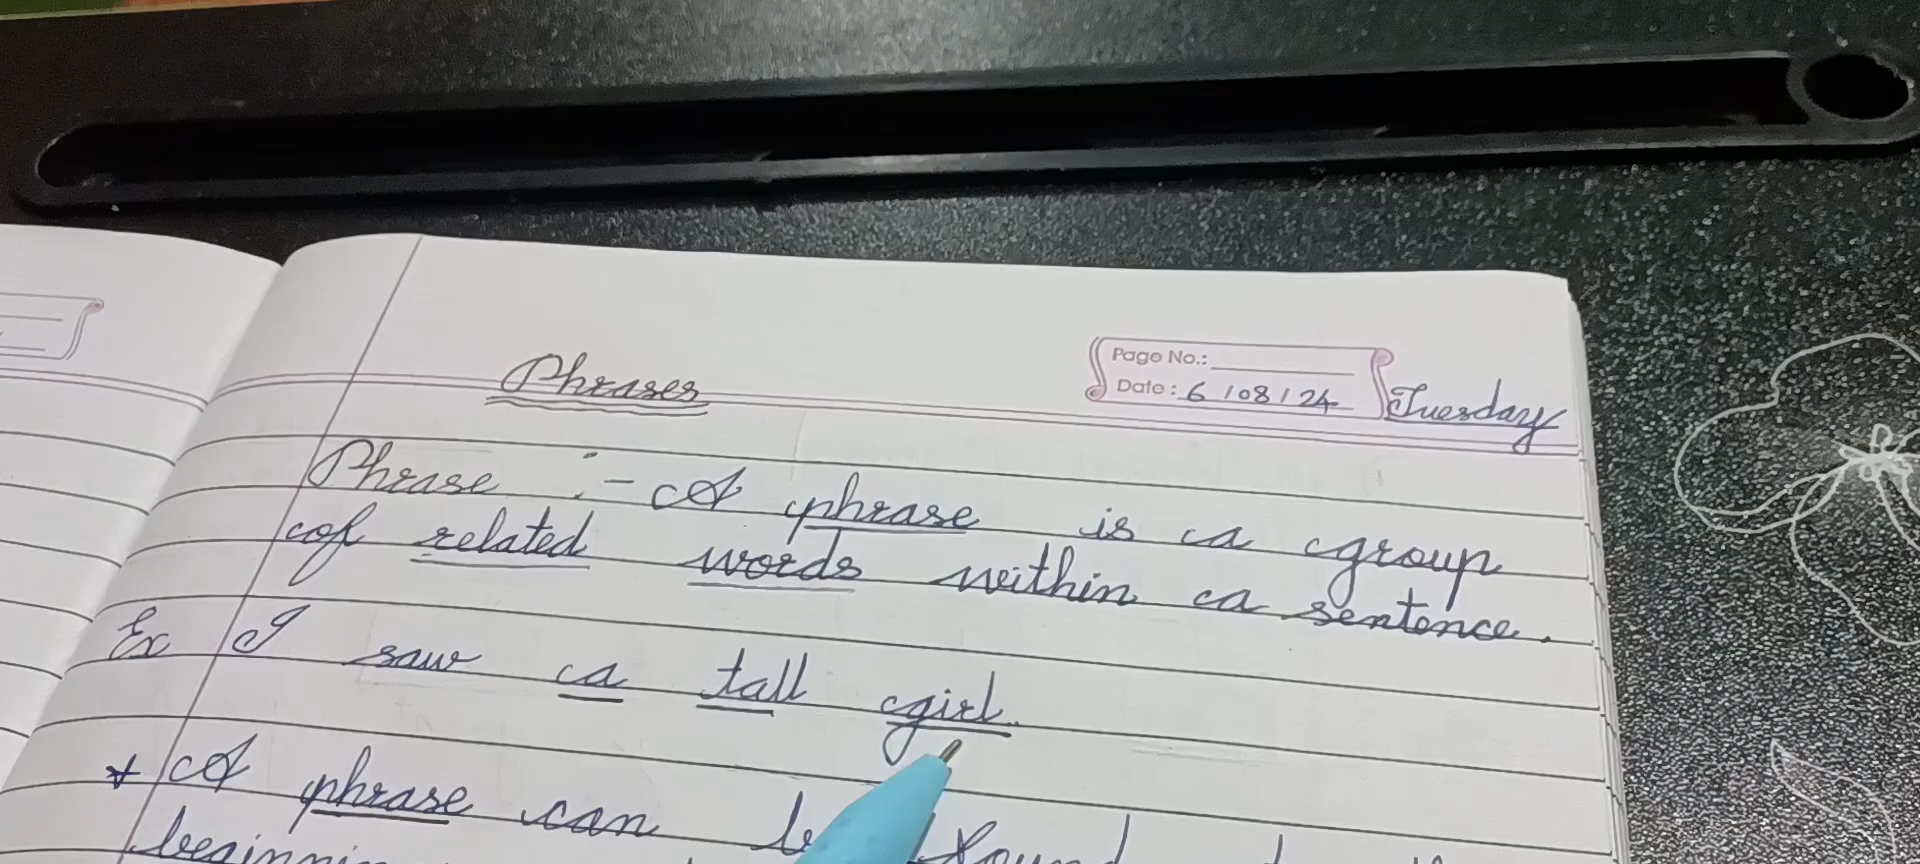 Page No.:
Date: 6/08/24 Tuesday
Phrases
Phrase :- A phrase is a group
of related words within a sentence.
Ex I saw a tall girl.
* A phrase can